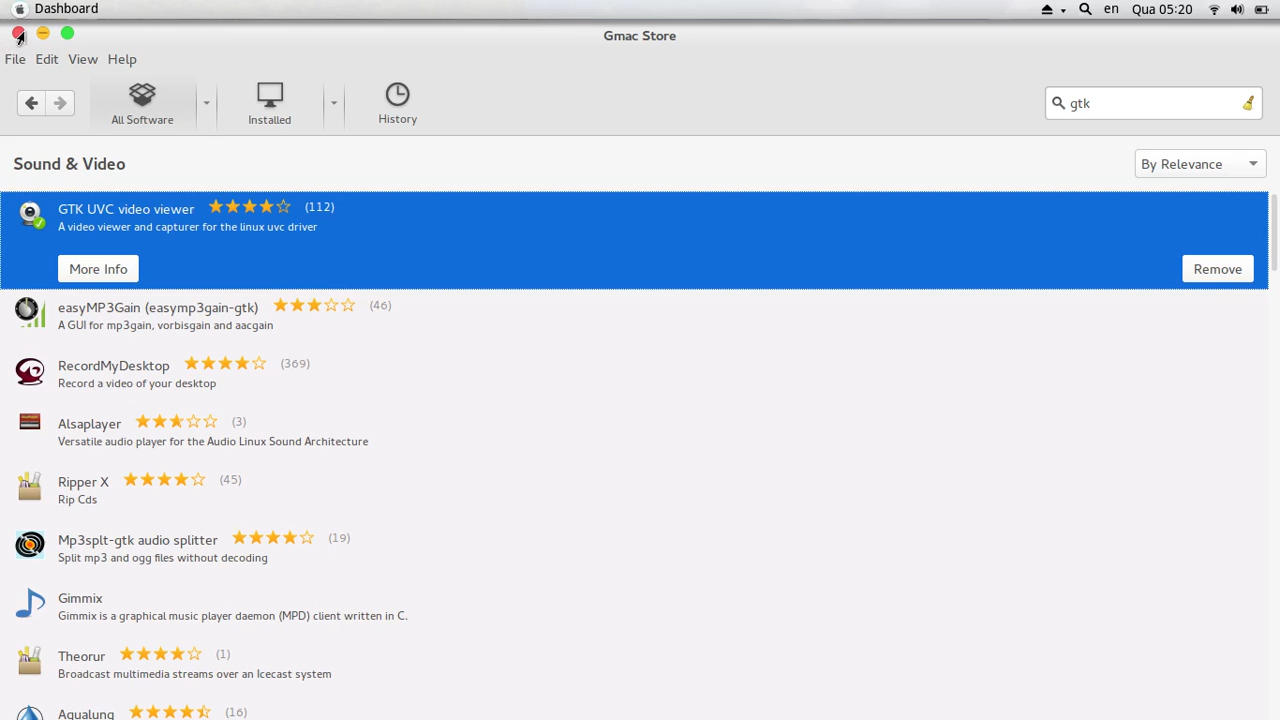 Dashboard en Qua 05:20
Gmac Store
File Edit View Help
All Software Installed History gtk
Sound & Video By Relevance
GTK UVC video viewer (112)
A video viewer and capturer for the linux uvc driver
More Info Remove
easyMP3Gain (easymp3gain-gtk) (46)
A GUI for mp3gain, vorbisgain and aacgain
RecordMyDesktop (369)
Record a video of your desktop
Alsaplayer (3)
Versatile audio player for the Audio Linux Sound Architecture
Ripper X (45)
Rip Cds
Mp3splt-gtk audio splitter (19)
Split mp3 and ogg files without decoding
Gimmix
Gimmix is a graphical music player daemon (MPD) client written in C.
Theorur (1)
Broadcast multimedia streams over an Icecast system
Aqualung (16)